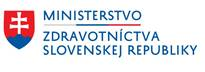 MINISTERSTVO
ZDRAVOTNÍCTVA
SLOVENSKEJ REPUBLIKY